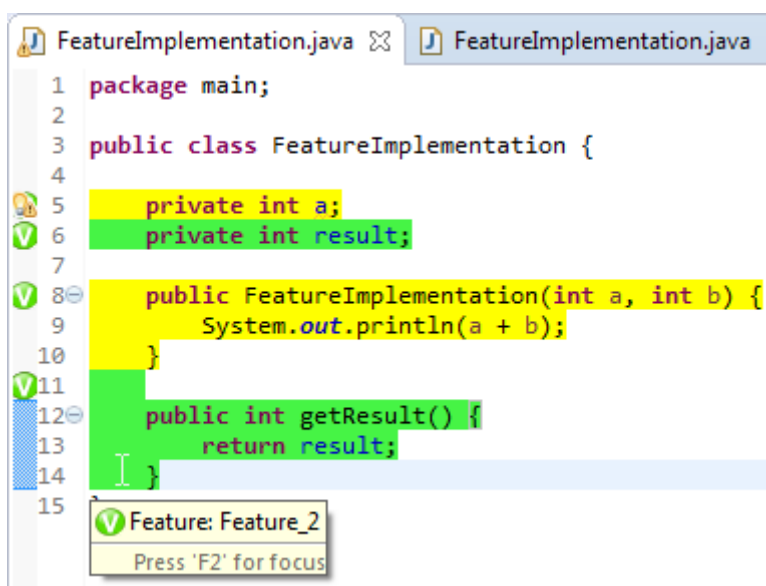 FeatureImplementation.java FeatureImplementation.java
1 package main;
2
3 public class FeatureImplementation {
4
5 private int a;
V 6 private int result;
7
V 8 public FeatureImplementation(int a, int b) {
9 System.out.println(a + b);
10 }
V 11
12 public int getResult() {
13 return result;
14 }
15
V Feature: Feature_2
Press 'F2' for focus